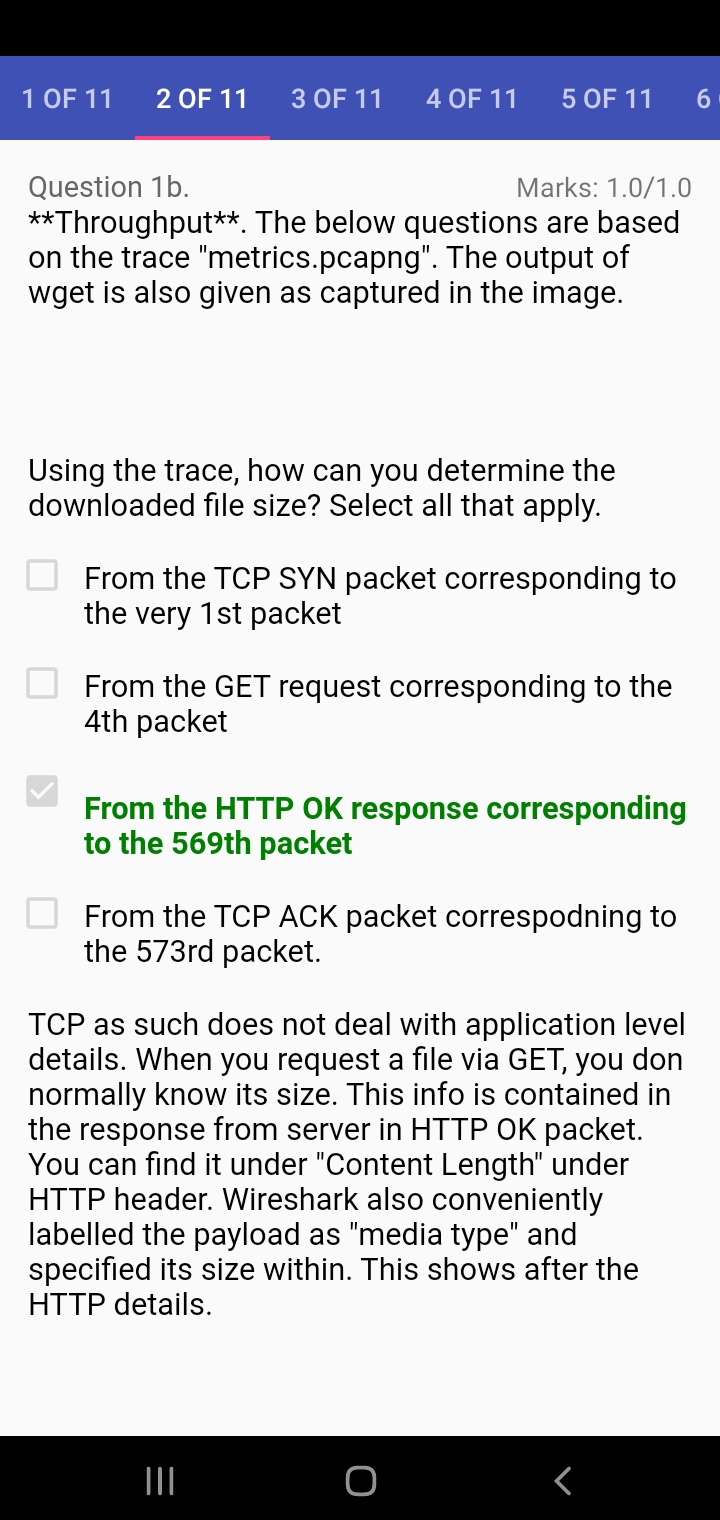 1 OF 11 2 OF 11 3 OF 11 4 OF 11 5 OF 11 6
Question 1b. Marks: 1.0/1.0
**Throughput**. The below questions are based
on the trace "metrics.pcapng". The output of
wget is also given as captured in the image.
Using the trace, how can you determine the
downloaded file size? Select all that apply.
From the TCP SYN packet corresponding to
the very 1st packet
From the GET request corresponding to the
4th packet
From the HTTP OK response corresponding
to the 569th packet
From the TCP ACK packet correspodning to
the 573rd packet.
TCP as such does not deal with application level
details. When you request a file via GET, you don
normally know its size. This info is contained in
the response from server in HTTP OK packet.
You can find it under "Content Length" under
HTTP header. Wireshark also conveniently
labelled the payload as "media type" and
specified its size within. This shows after the
HTTP details.